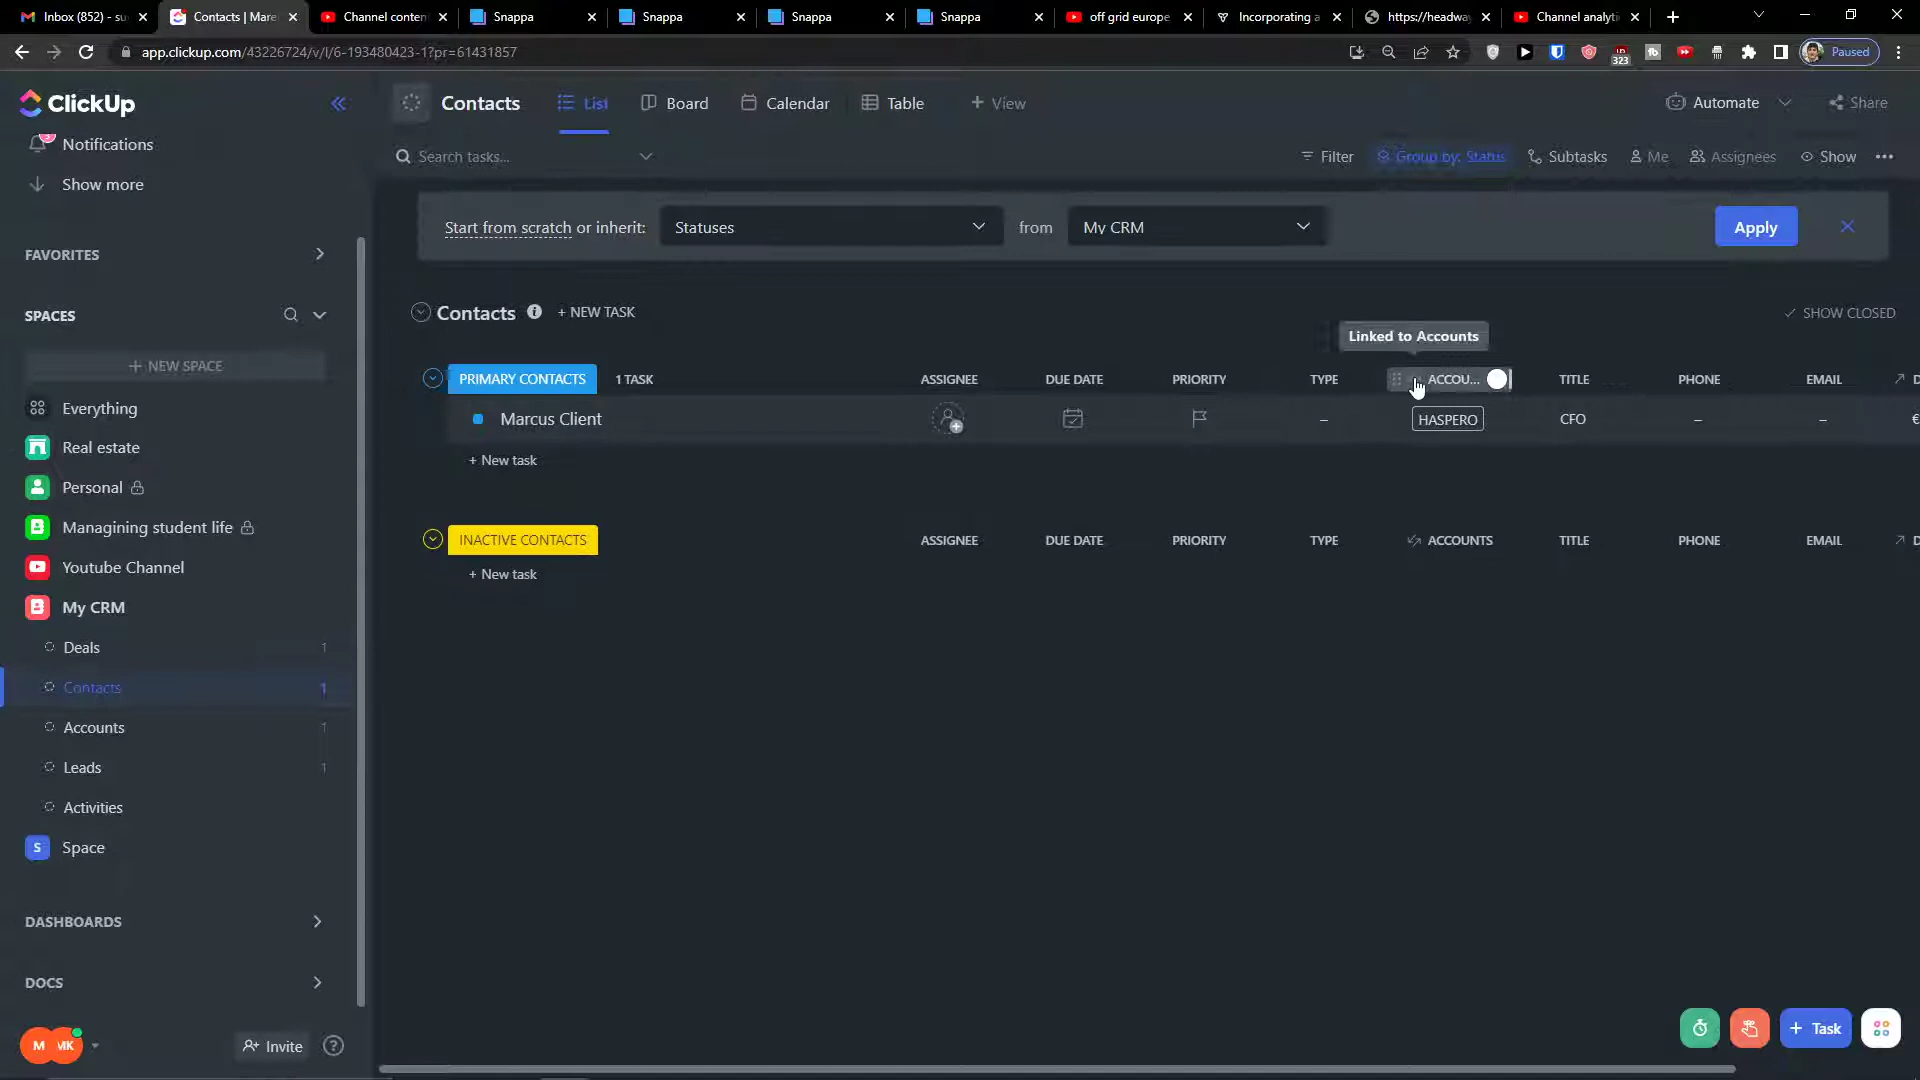 Inbox (852) - su
Contacts | Mare
Channel conten
Snappa
Snappa
Snappa
Snappa
off grid europe
Incorporating a
https://headway
Channel analyti
app.clickup.com/43226724/v/l/6-193480423-1?pr=61431857
323
Paused
ClickUp
Contacts
List
Board
Calendar
Table
+ View
Automate
Share
3
Notifications
Show more
Search tasks...
Filter
Group by: Status
Subtasks
Me
Assignees
Show
Start from scratch or inherit:
Statuses
from
My CRM
Apply
FAVORITES
SPACES
+ NEW SPACE
Everything
Real estate
Personal
Managining student life
Youtube Channel
My CRM
Deals 1
Contacts 1
Accounts 1
Leads 1
Activities
S Space
DASHBOARDS
DOCS
M MK
Invite
?
Contacts
+ NEW TASK
SHOW CLOSED
Linked to Accounts
PRIMARY CONTACTS 1 TASK ASSIGNEE DUE DATE PRIORITY TYPE ACCOU... TITLE PHONE EMAIL D
Marcus Client – HASPERO CFO – – €
+ New task
INACTIVE CONTACTS ASSIGNEE DUE DATE PRIORITY TYPE ACCOUNTS TITLE PHONE EMAIL D
+ New task
+ Task